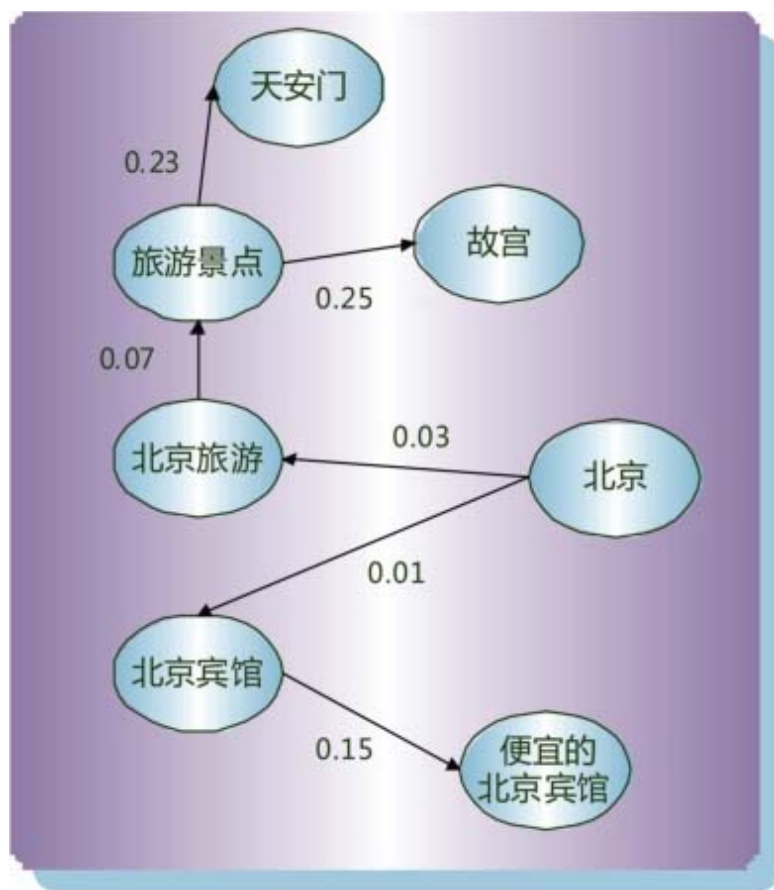 天安门
0.23
旅游景点
故宫
0.25
0.07
北京旅游
0.03
北京
0.01
北京宾馆
0.15
便宜的
北京宾馆